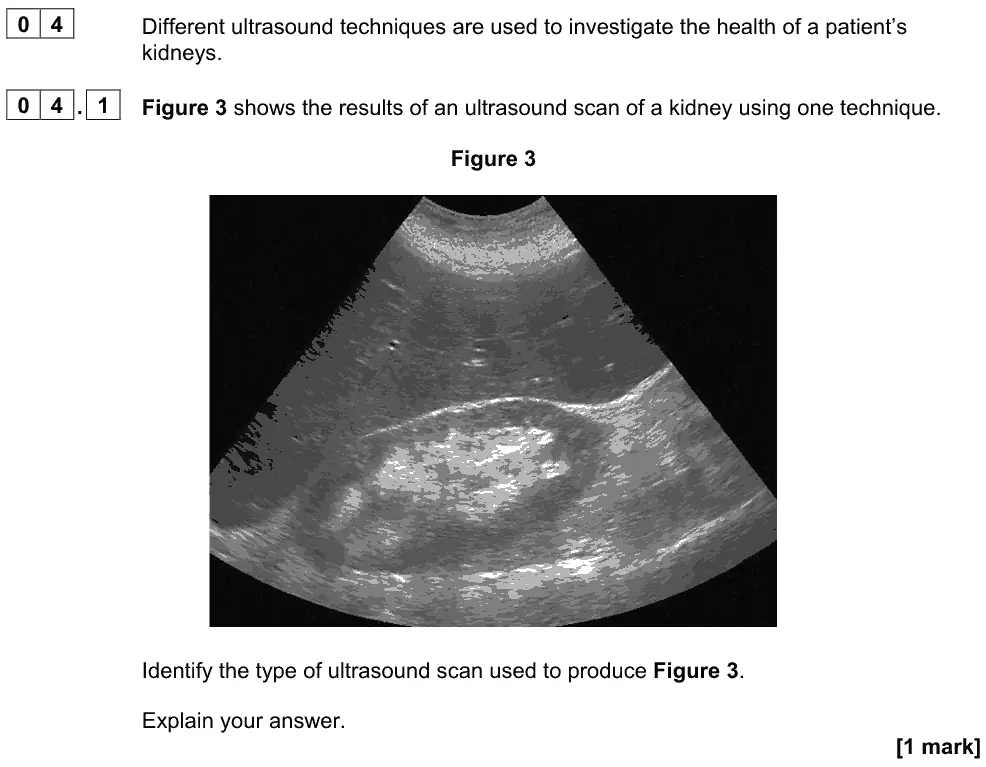 0 4 Different ultrasound techniques are used to investigate the health of a patient’s
kidneys.
0 4 . 1 Figure 3 shows the results of an ultrasound scan of a kidney using one technique.
Figure 3
Identify the type of ultrasound scan used to produce Figure 3.
Explain your answer.
[1 mark]